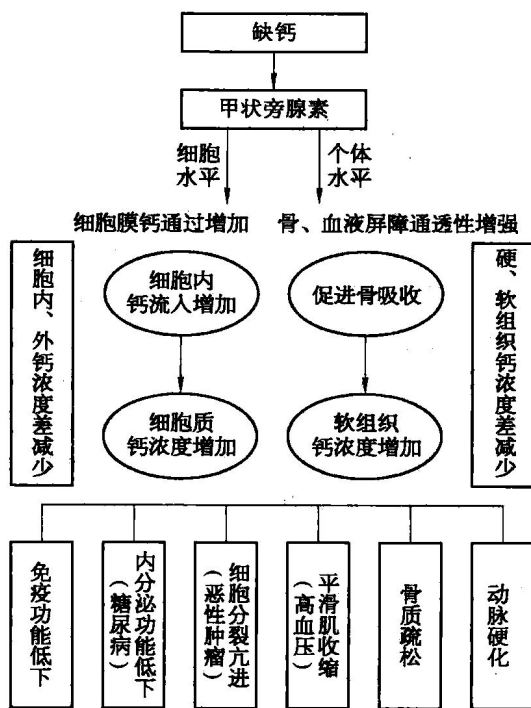 缺钙
甲状旁腺素
细胞
水平
个体
水平
细胞膜钙通过增加
骨、血液屏障通透性增强
细胞内、外钙浓度差减少
细胞内
钙流入增加
促进骨吸收
硬、软组织钙浓度差减少
细胞质
钙浓度增加
软组织
钙浓度增加
免疫功能低下
内分泌功能低下
（糖尿病）
细胞分裂亢进
（恶性肿瘤）
平滑肌收缩
（高血压）
骨质疏松
动脉硬化